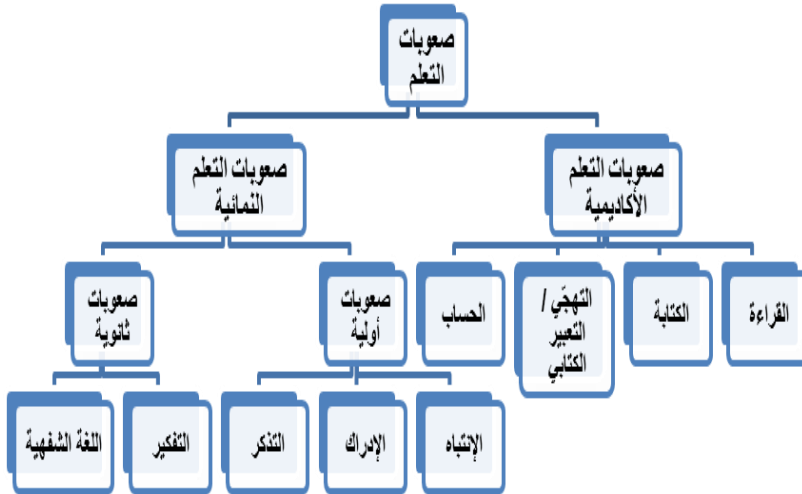 صعوبات
التعلم
صعوبات التعلم
الأكاديمية
صعوبات التعلم
النمائية
القراءة
الكتابة
التهجّي /
التعبير
الكتابي
الحساب
صعوبات
أولية
صعوبات
ثانوية
الإنتباه
الإدراك
التذكر
التفكير
اللغة الشفهية